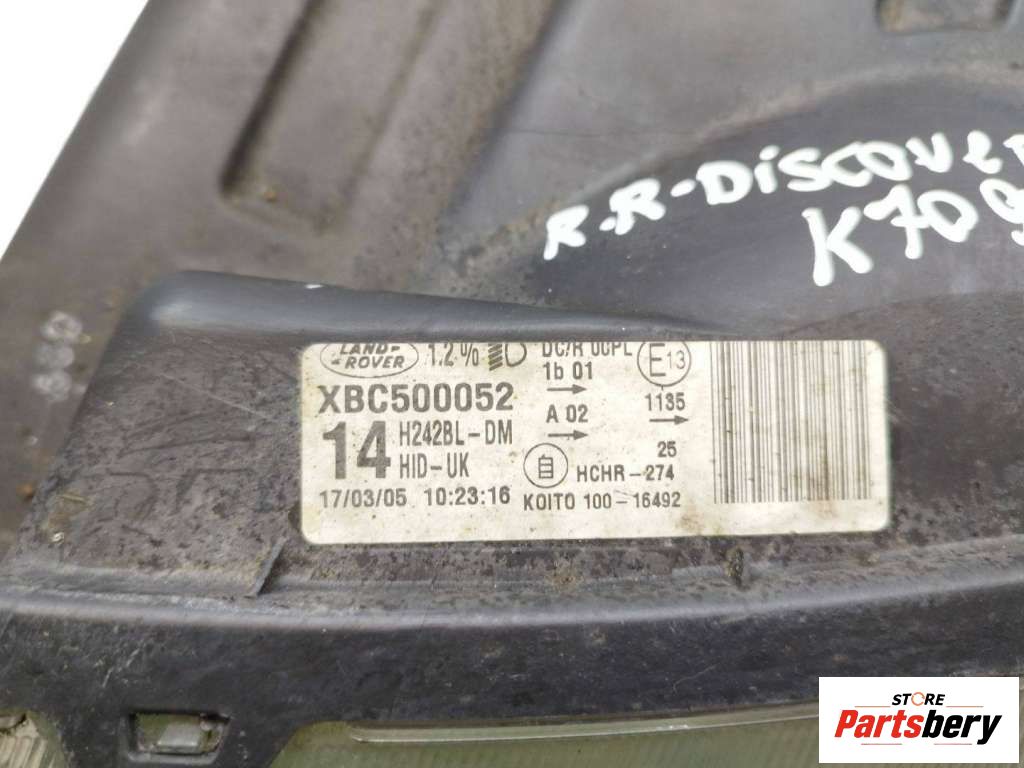 R.R-DiSCOVE
K70
LAND-
ROVER
1.2%
DC/R 00PL
1b 01
E13
XBC500052
A 02
1135
14 H242BL-DM
HID-UK
25
HCHR-274
17/03/05 10:23:16
KOITO 100-16492
STORE
Partsbery